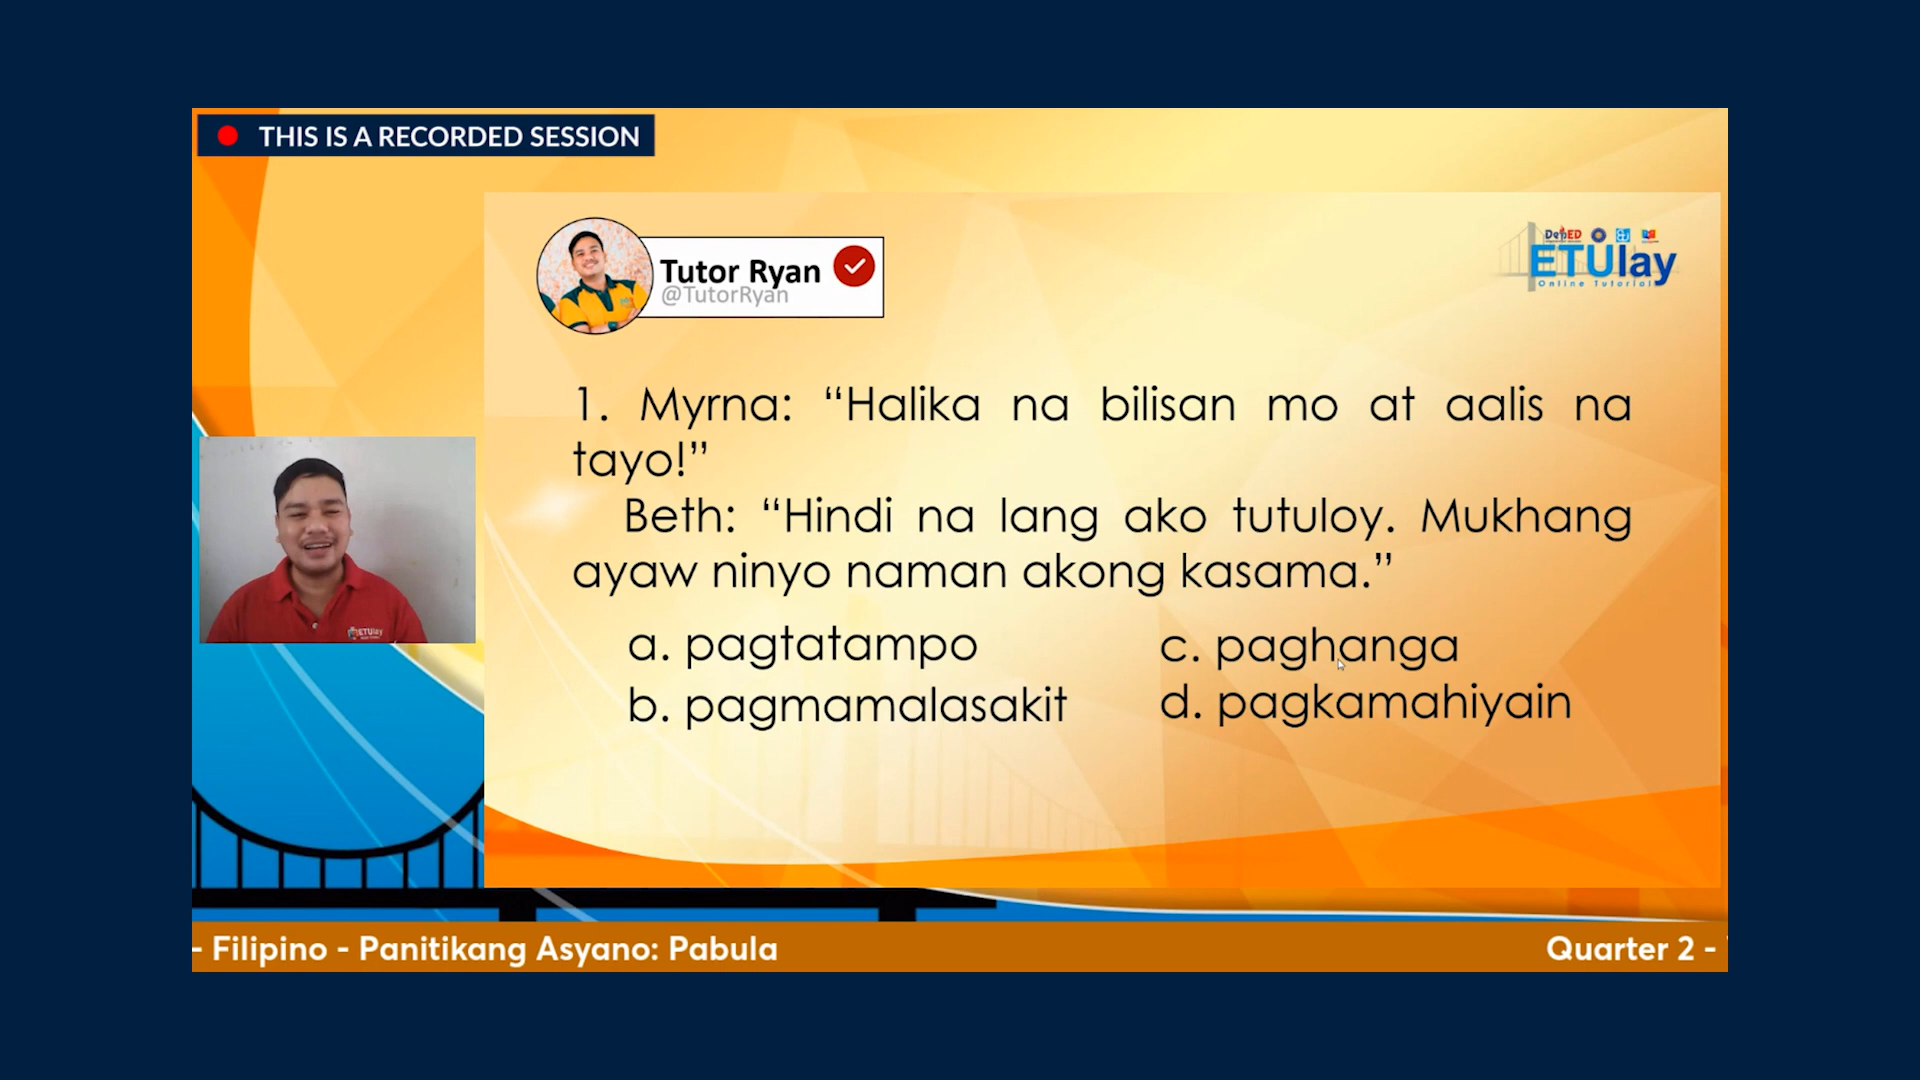 THIS IS A RECORDED SESSION
Tutor Ryan
@TutorRyan
DepED
ETUlay
Online Tutorial
1. Myrna: “Halika na bilisan mo at aalis na
tayo!”
Beth: “Hindi na lang ako tutuloy. Mukhang
ayaw ninyo naman akong kasama.”
a. pagtatampo
b. pagmamalasakit
c. paghanga
d. pagkamahiyain
ETUlay
- Filipino - Panitikang Asyano: Pabula
Quarter 2 -